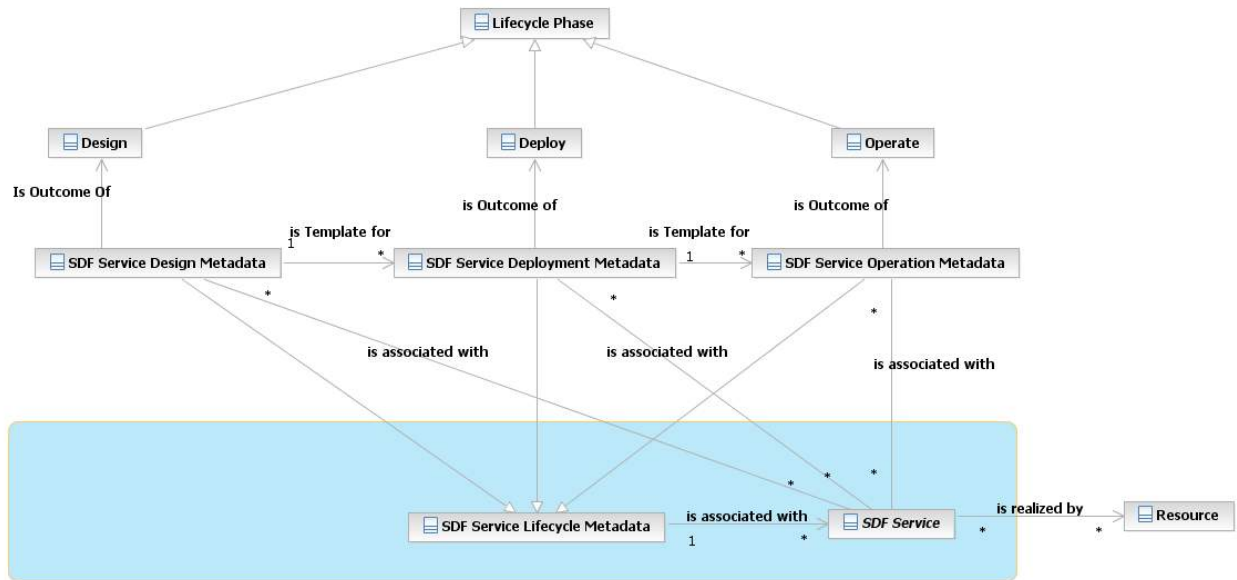 Lifecycle Phase
Design
Deploy
Operate
Is Outcome Of
is Outcome of
is Outcome of
is Template for
1
*
is Template for
1
*
SDF Service Design Metadata
SDF Service Deployment Metadata
SDF Service Operation Metadata
*
*
*
is associated with
is associated with
is associated with
*
*
*
SDF Service Lifecycle Metadata
is associated with
1
*
SDF Service
is realized by
*
*
Resource